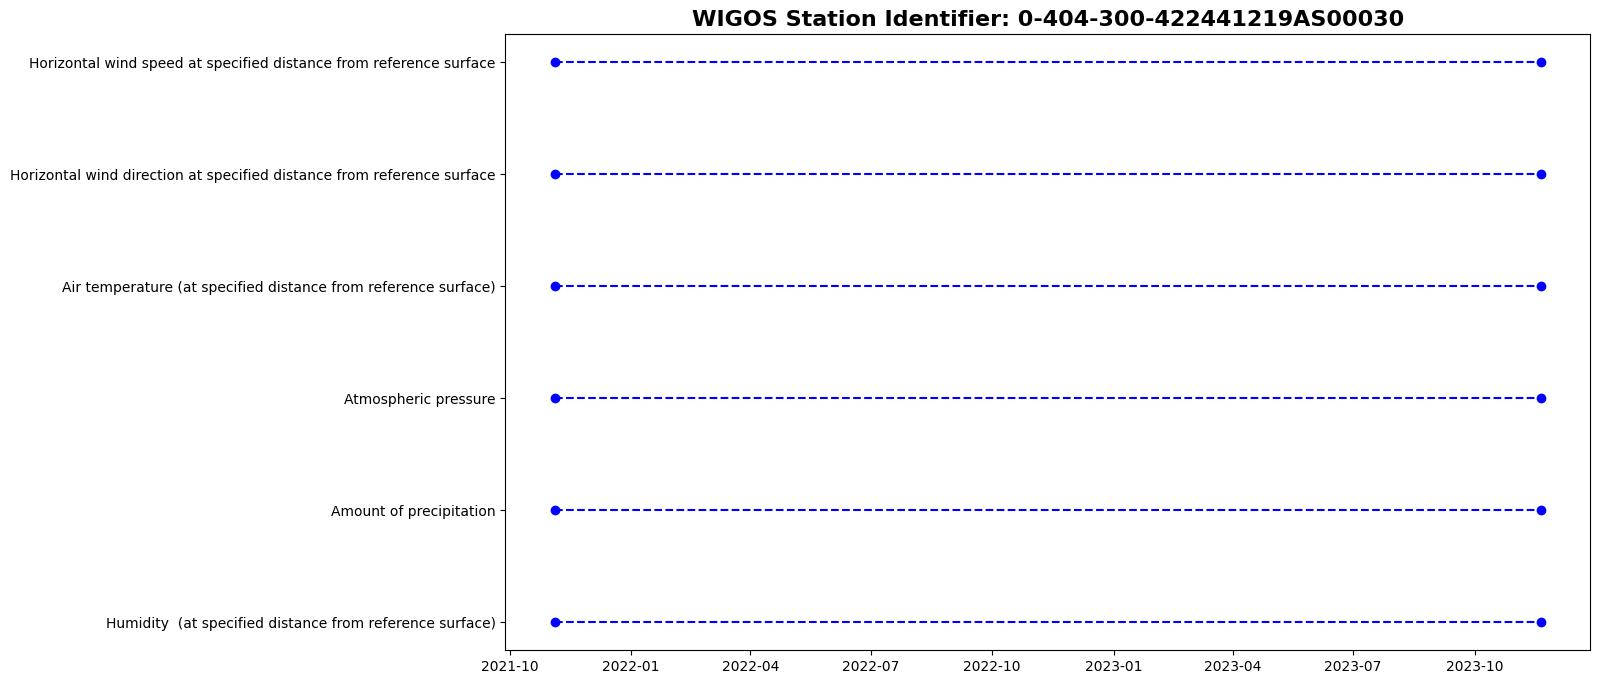 WIGOS Station Identifier: 0-404-300-422441219AS00030
Horizontal wind speed at specified distance from reference surface
Horizontal wind direction at specified distance from reference surface
Air temperature (at specified distance from reference surface)
Atmospheric pressure
Amount of precipitation
Humidity  (at specified distance from reference surface)
2021-10 2022-01 2022-04 2022-07 2022-10 2023-01 2023-04 2023-07 2023-10